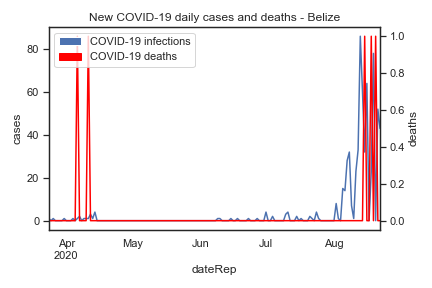 New COVID-19 daily cases and deaths - Belize
COVID-19 infections
COVID-19 deaths
cases
80
60
40
20
0
deaths
1.0
0.8
0.6
0.4
0.2
0.0
Apr
2020
May
Jun
Jul
Aug
dateRep